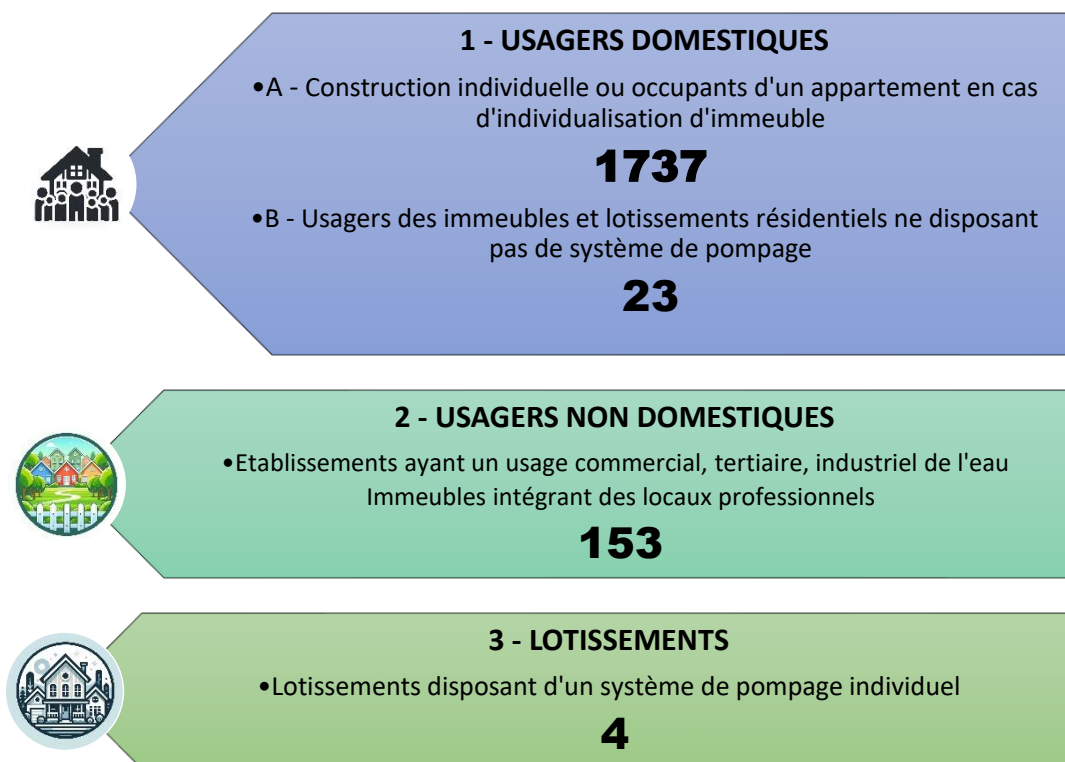 1 - USAGERS DOMESTIQUES
•A - Construction individuelle ou occupants d'un appartement en cas
d'individualisation d'immeuble
1737
•B - Usagers des immeubles et lotissements résidentiels ne disposant
pas de système de pompage
23
2 - USAGERS NON DOMESTIQUES
•Etablissements ayant un usage commercial, tertiaire, industriel de l'eau
Immeubles intégrant des locaux professionnels
153
3 - LOTISSEMENTS
•Lotissements disposant d'un système de pompage individuel
4